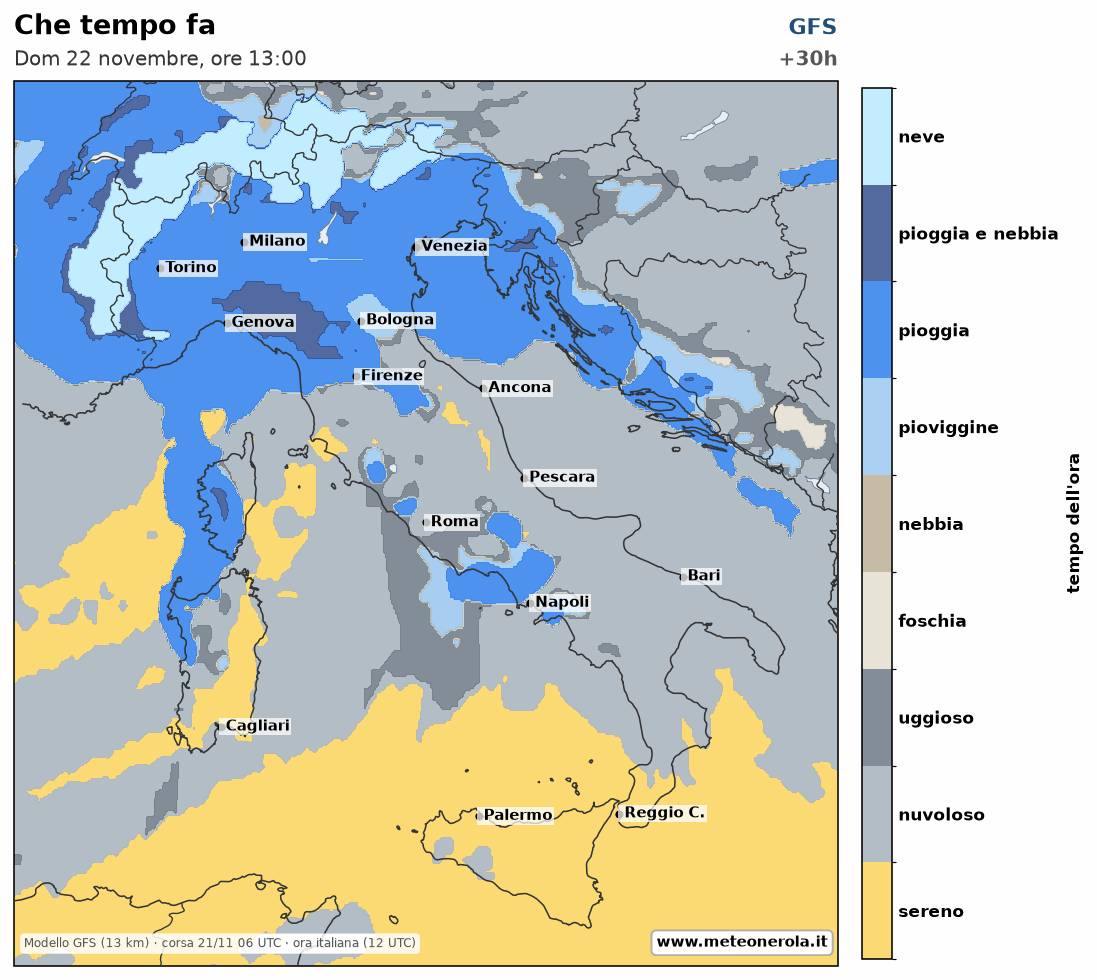 Che tempo fa
GFS
Dom 22 novembre, ore 13:00
+30h
neve
pioggia e nebbia
pioggia
pioviggine
nebbia
foschia
uggioso
nuvoloso
sereno
tempo dell'ora
Milano
Venezia
Torino
Genova
Bologna
Firenze
Ancona
Pescara
Roma
Bari
Napoli
Cagliari
Palermo
Reggio C.
Modello GFS (13 km) · corsa 21/11 06 UTC · ora italiana (12 UTC)
www.meteonerola.it